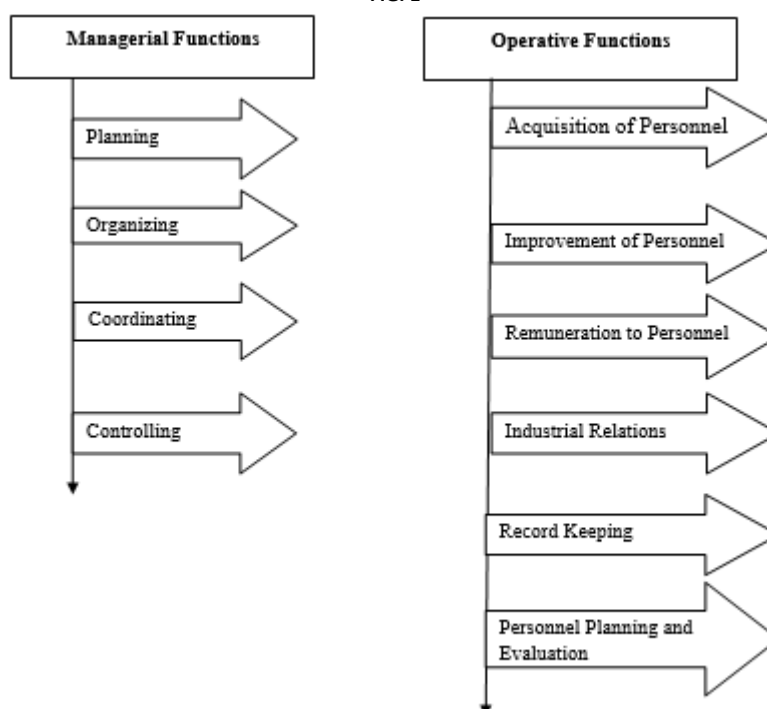 Managerial Functions
Planning
Organizing
Coordinating
Controlling
Operative Functions
Acquisition of Personnel
Improvement of Personnel
Remuneration to Personnel
Industrial Relations
Record Keeping
Personnel Planning and
Evaluation